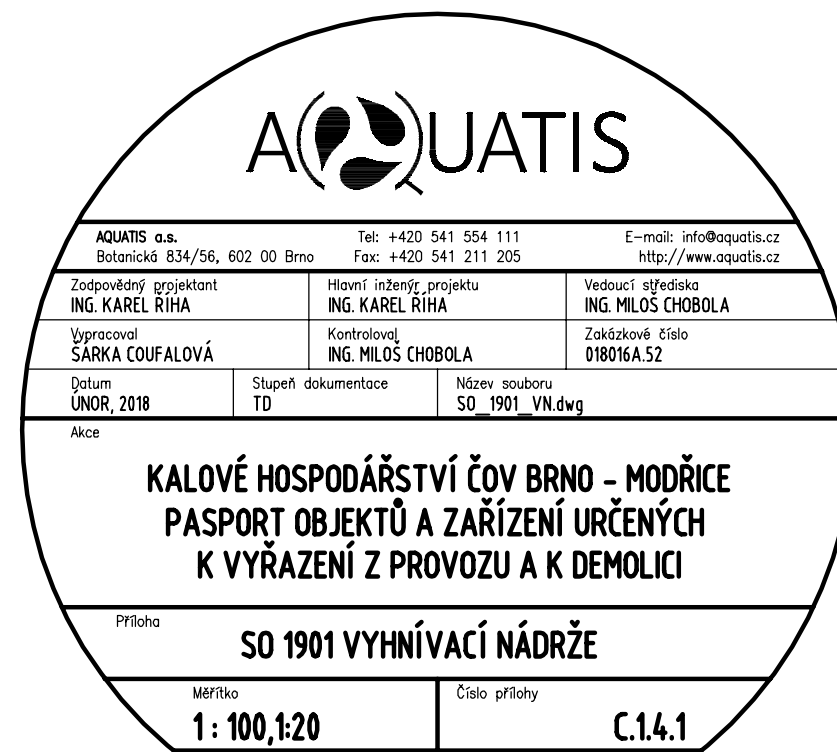 AQUATIS
AQUATIS a.s. Tel: +420 541 554 111 E-mail: info@aquatis.cz
Botanická 834/56, 602 00 Brno Fax: +420 541 211 205 http://www.aquatis.cz
Zodpovědný projektant Hlavní inženýr projektu Vedoucí střediska
ING. KAREL ŘÍHA ING. KAREL ŘÍHA ING. MILOŠ CHOBOLA
Vypracoval Kontroloval Zakázkové číslo
ŠÁRKA COUFALOVÁ ING. MILOŠ CHOBOLA 018016A.52
Datum Stupeň dokumentace Název souboru
ÚNOR, 2018 TD SO_1901_VN.dwg
Akce
KALOVÉ HOSPODÁŘSTVÍ ČOV BRNO - MODŘICE
PASPORT OBJEKTŮ A ZAŘÍZENÍ URČENÝCH
K VYŘAZENÍ Z PROVOZU A K DEMOLICI
Příloha
SO 1901 VYHNÍVACÍ NÁDRŽE
Měřítko Číslo přílohy
1 : 100,1:20 C.1.4.1